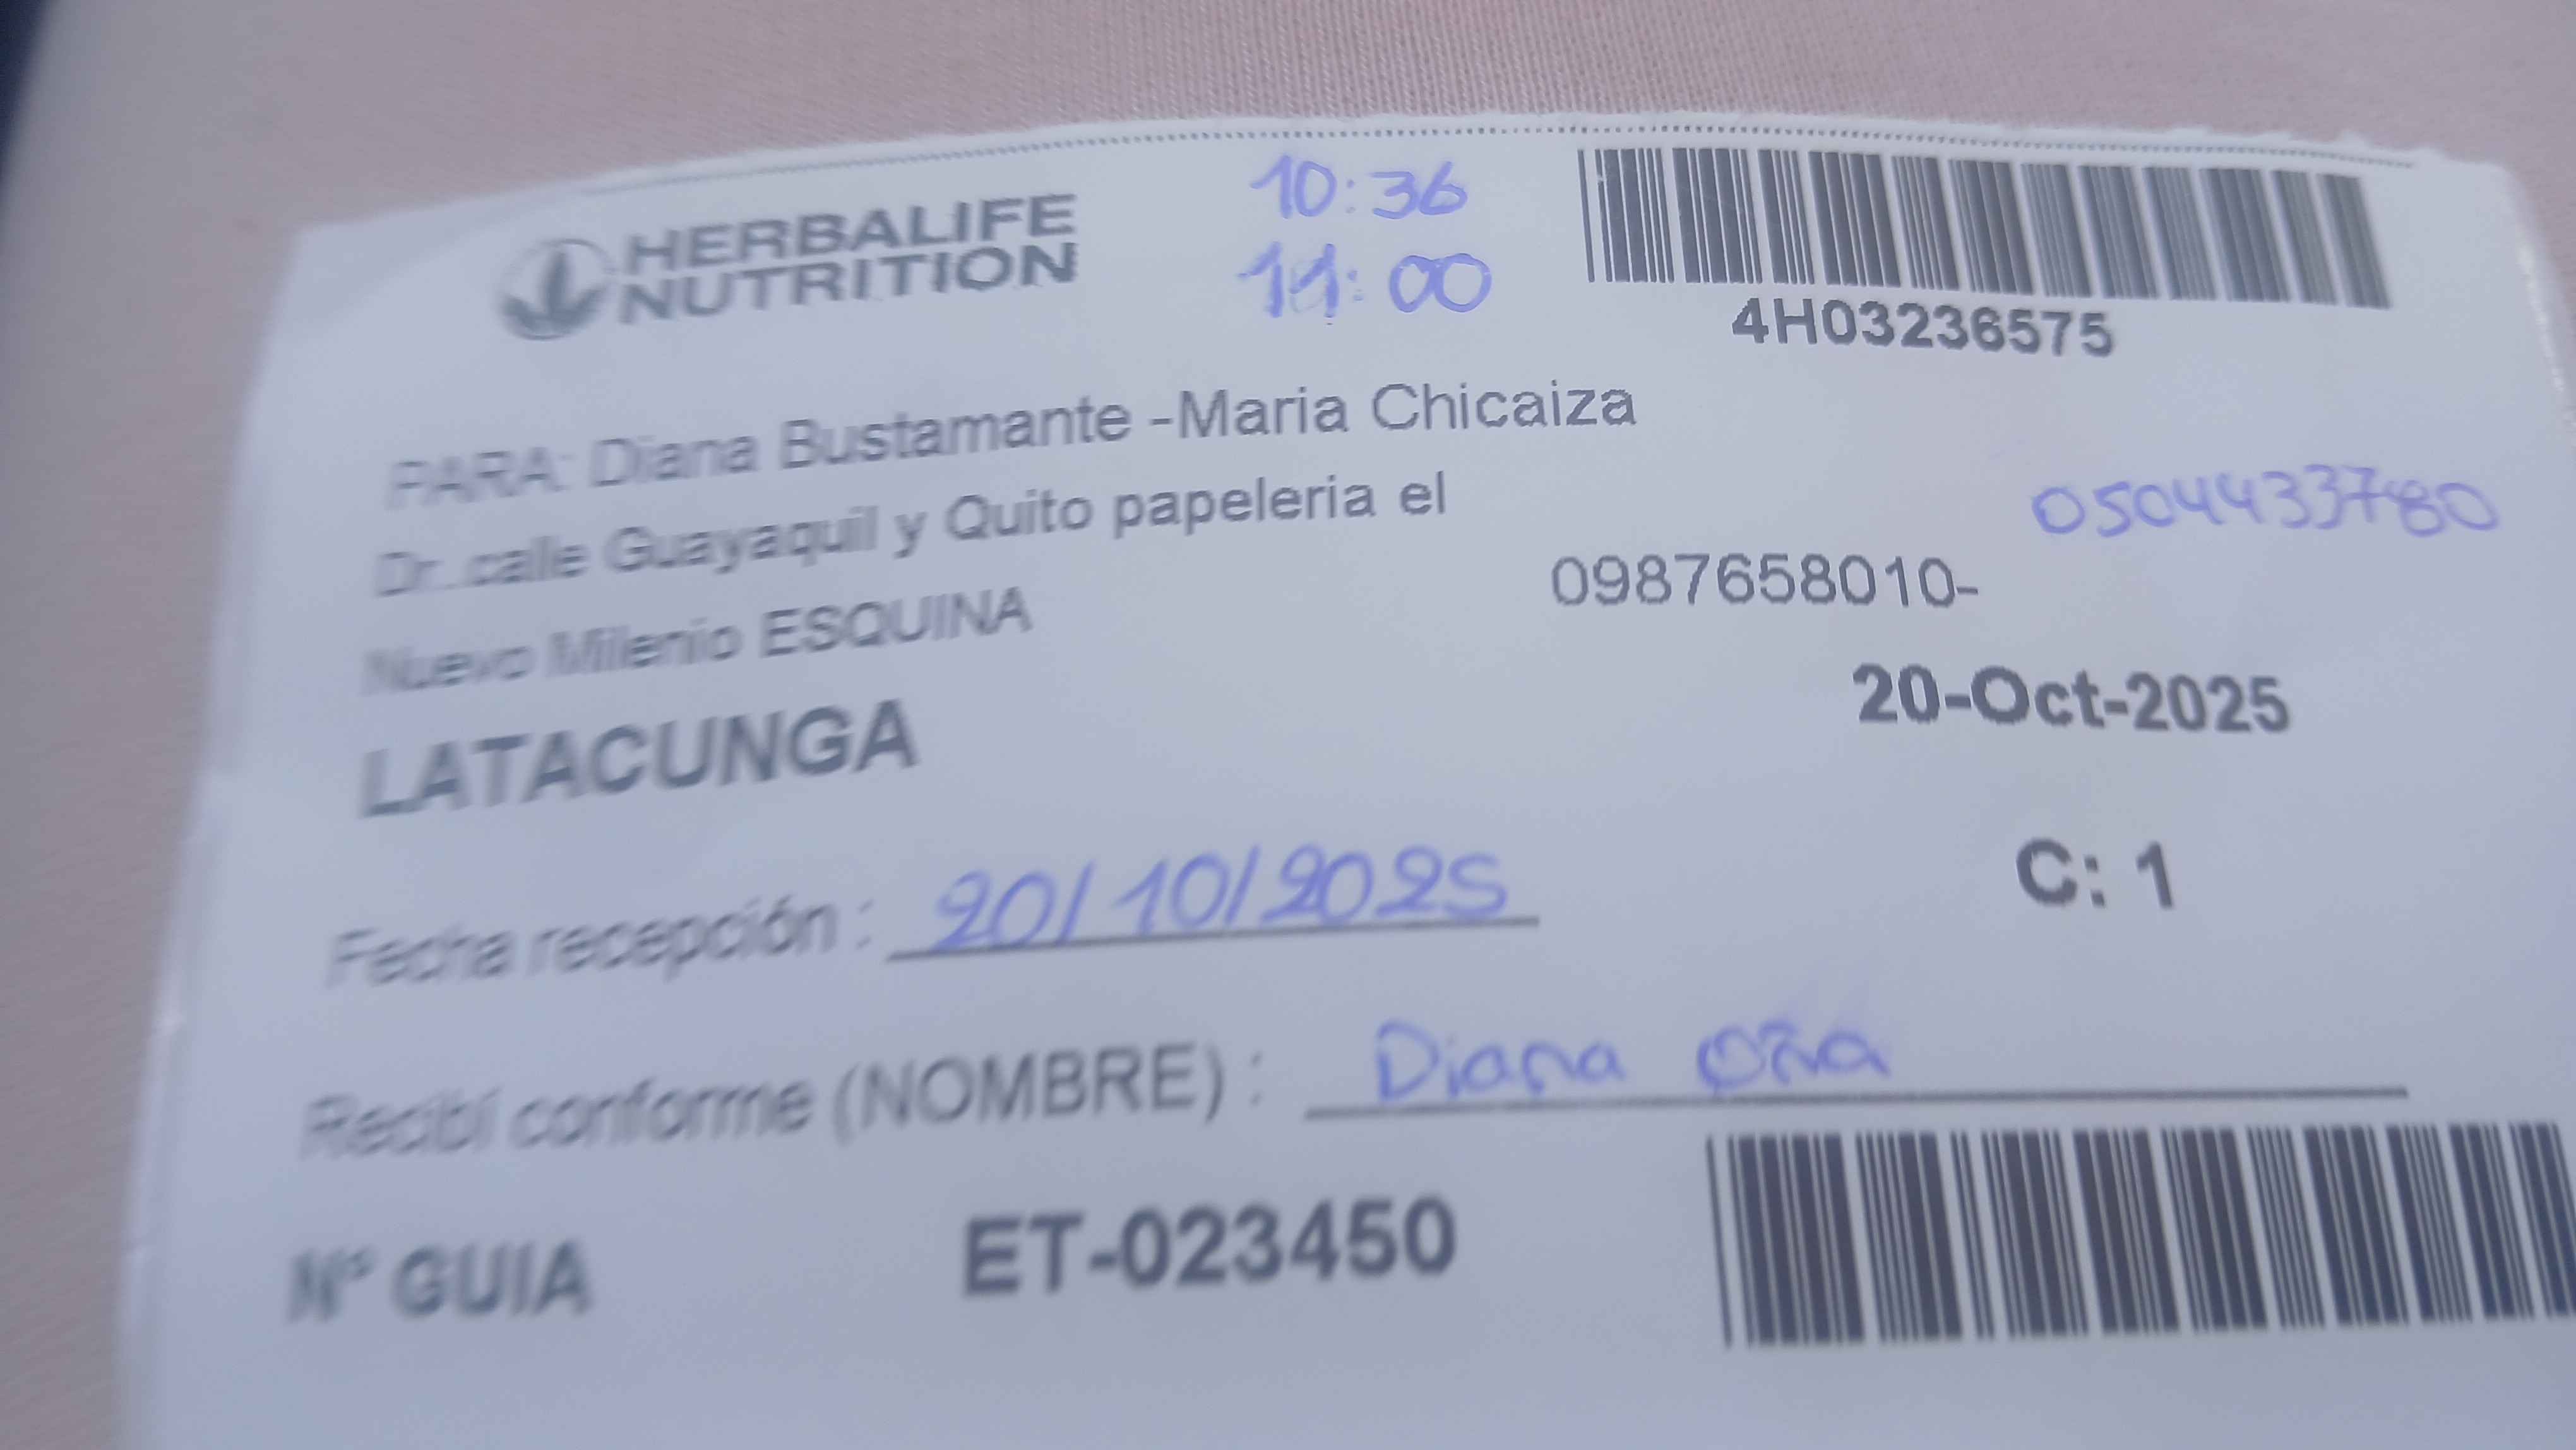 HERBALIFE
NUTRITION
10:36
11:00
4H03236575
PARA: Diana Bustamante -Maria Chicaiza
Dr..calle Guayaquil y Quito papeleria el
Nuevo Milenio ESQUINA
0504433780
0987658010-
LATACUNGA
20-Oct-2025
C: 1
Fecha recepción : 20/10/2025
Recibí conforme (NOMBRE) : Diana Oña
Nº GUIA ET-023450